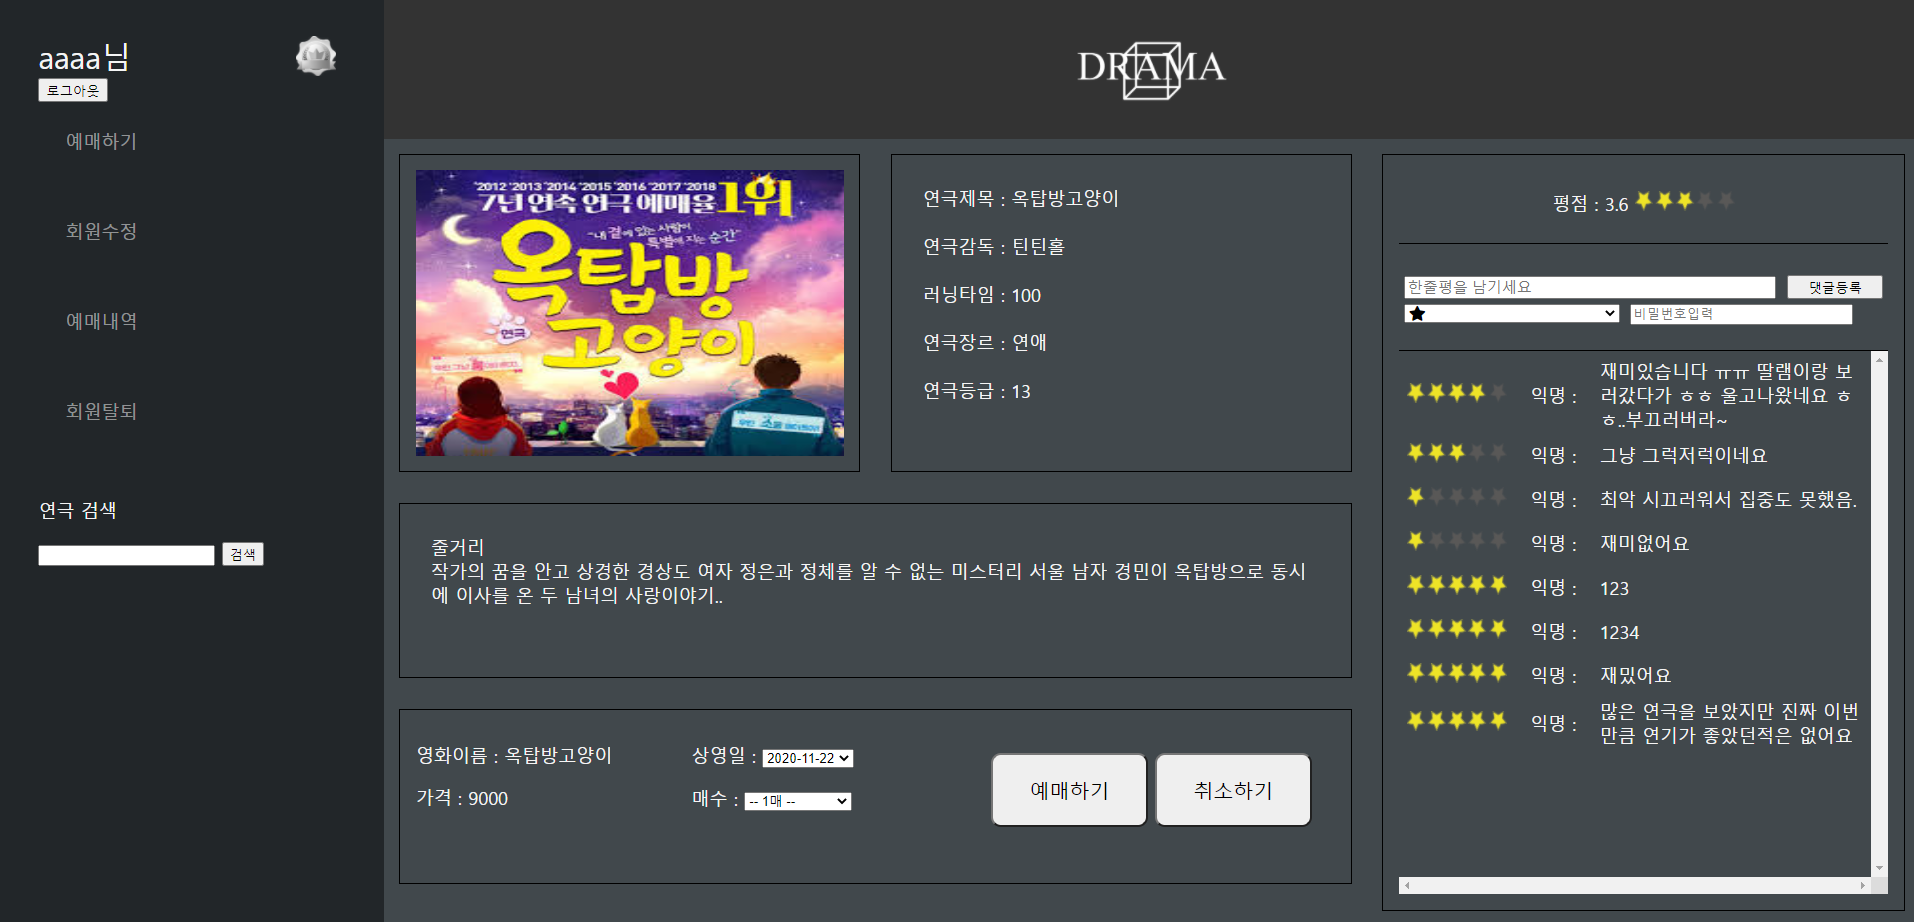 aaaa님
로그아웃
예매하기
회원수정
예매내역
회원탈퇴
연극 검색
검색
DRAMA
'2012 '2013 '2014 '2015 '2016 '2017 '2018
7년 연속 연극 예매율 1위
"내 곁에 있는 사람이
특별해 지는 순간"
옥탑방
연극
고양이
연극제목 : 옥탑방고양이
연극감독 : 틴틴홀
러닝타임 : 100
연극장르 : 연애
연극등급 : 13
줄거리
작가의 꿈을 안고 상경한 경상도 여자 정은과 정체를 알 수 없는 미스터리 서울 남자 경민이 옥탑방으로 동시
에 이사를 온 두 남녀의 사랑이야기..
영화이름 : 옥탑방고양이
가격 : 9000
상영일 : 2020-11-22
매수 : -- 1매 --
예매하기
취소하기
평점 : 3.6
한줄평을 남기세요
댓글등록
★
비밀번호입력
익명 : 재미있습니다 ㅠㅠ 딸램이랑 보
러갔다가 ㅎㅎ 울고나왔네요 ㅎ
ㅎ..부끄러버라~
익명 : 그냥 그럭저럭이네요
익명 : 최악 시끄러워서 집중도 못했음.
익명 : 재미없어요
익명 : 123
익명 : 1234
익명 : 재밌어요
익명 : 많은 연극을 보았지만 진짜 이번
만큼 연기가 좋았던적은 없어요